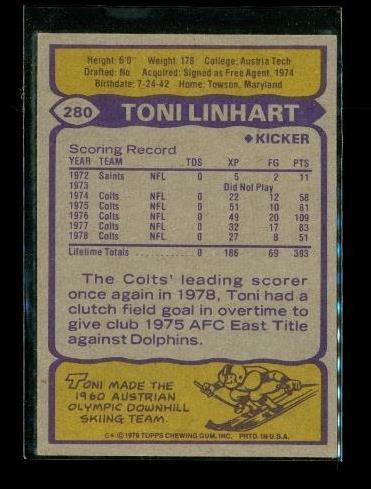 Height: 6'0" Weight: 178 College: Austria Tech
Drafted: No Acquired: Signed as Free Agent, 1974
Birthdate: 7-24-42 Home: Towson, Maryland
280 TONI LINHART
◆KICKER
Scoring Record
YEAR TEAM TDS XP FG PTS
1972 Saints NFL 0 5 2 11
1973 Did Not Play
1974 Colts NFL 0 22 12 58
1975 Colts NFL 0 51 10 81
1976 Colts NFL 0 49 20 109
1977 Colts NFL 0 32 17 83
1978 Colts NFL 0 27 8 51
Lifetime Totals 0 186 69 393
The Colts' leading scorer
once again in 1978, Toni had a
clutch field goal in overtime to
give club 1975 AFC East Title
against Dolphins.
TONI MADE THE
1960 AUSTRIAN
OLYMPIC DOWNHILL
SKIING TEAM.
© 1979 TOPPS CHEWING GUM, INC. PRTD. IN U.S.A.